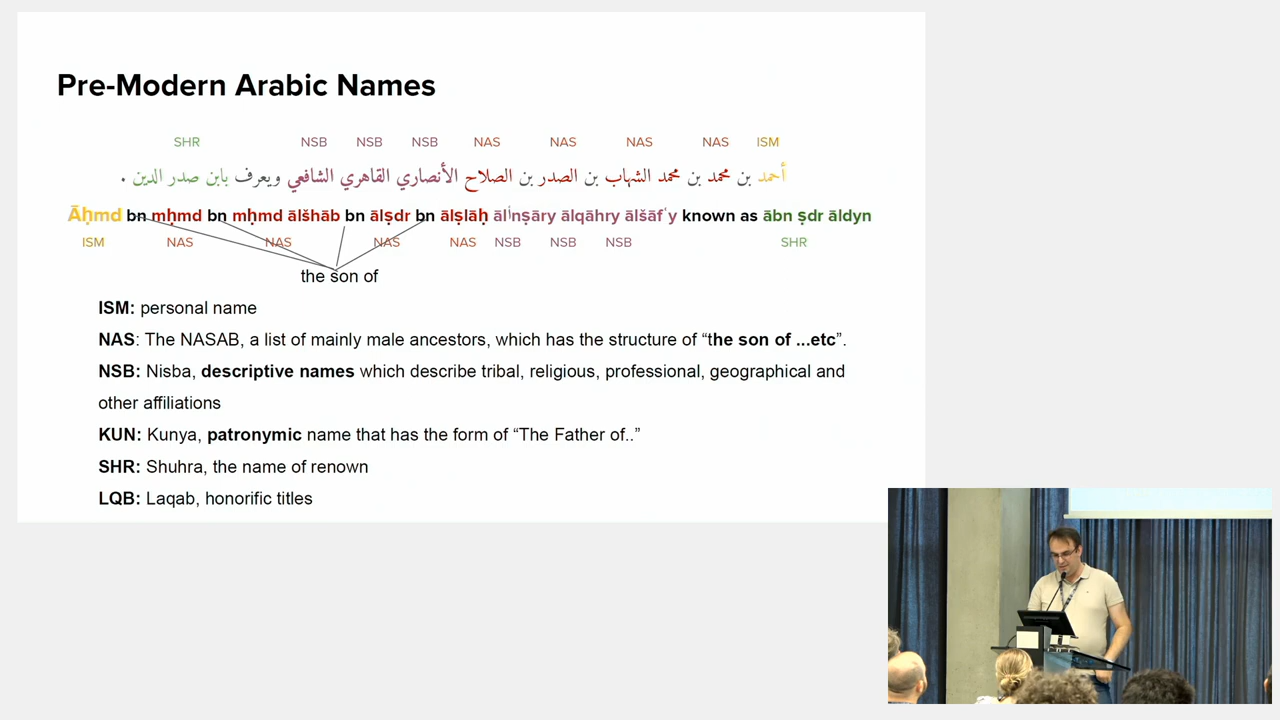 Pre-Modern Arabic Names
SHR NSB NSB NSB NAS NAS NAS NAS ISM
أحمد بن محمد بن محمد الشهاب بن الصدر بن الصلاح الأنصاري القاهري الشافعي ويعرف بابن صدر الدين .
Āḥmd bn mḥmd bn mḥmd ālšhāb bn ālṣdr bn ālṣlāḥ ālꞌnṣāry ālqāhry ālšāfʿy known as ābn ṣdr āldyn
ISM NAS NAS NAS NAS NSB NSB NSB SHR
the son of
ISM: personal name
NAS: The NASAB, a list of mainly male ancestors, which has the structure of “the son of ...etc”.
NSB: Nisba, descriptive names which describe tribal, religious, professional, geographical and
other affiliations
KUN: Kunya, patronymic name that has the form of “The Father of..”
SHR: Shuhra, the name of renown
LQB: Laqab, honorific titles